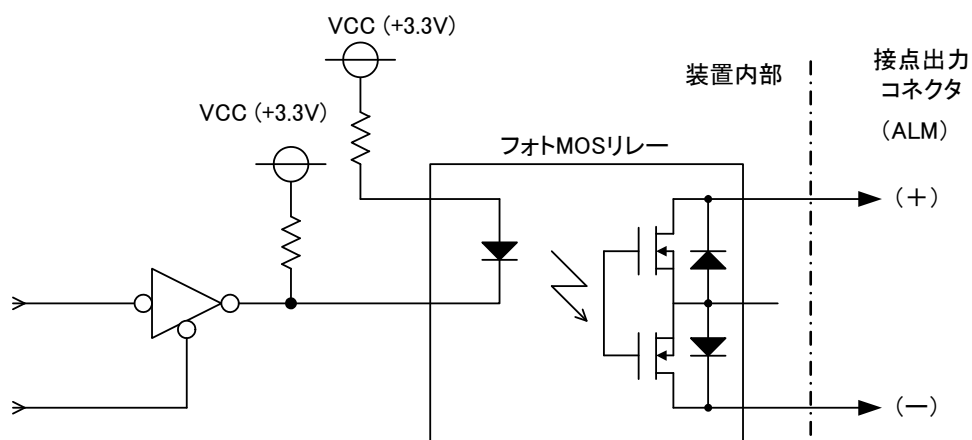 VCC (+3.3V)
VCC (+3.3V)
装置内部
接点出力
コネクタ
(ALM)
フォトMOSリレー
(+)
(-)